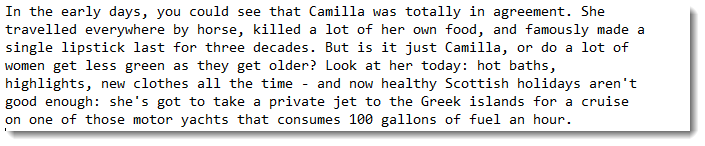 In the early days, you could see that Camilla was totally in agreement. She
travelled everywhere by horse, killed a lot of her own food, and famously made a
single lipstick last for three decades. But is it just Camilla, or do a lot of
women get less green as they get older? Look at her today: hot baths,
highlights, new clothes all the time - and now healthy Scottish holidays aren't
good enough: she's got to take a private jet to the Greek islands for a cruise
on one of those motor yachts that consumes 100 gallons of fuel an hour.